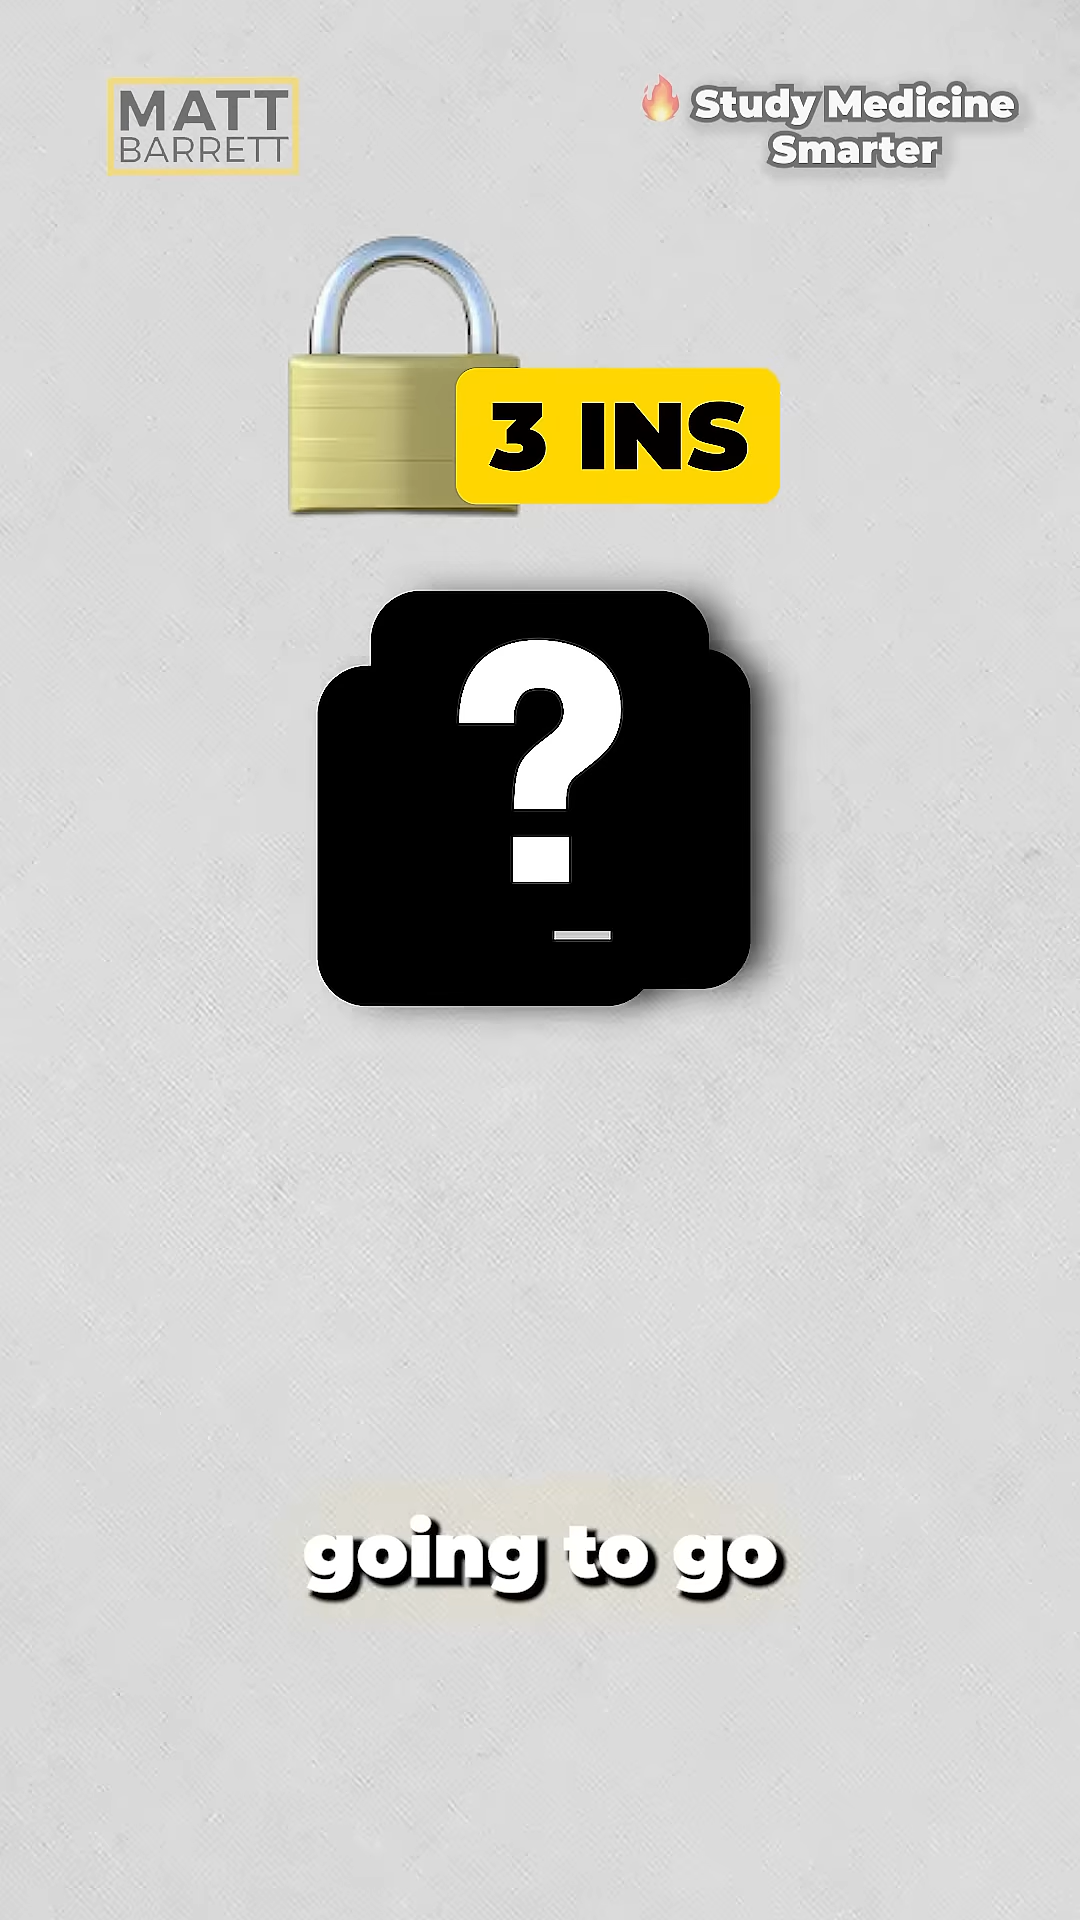 MATT
BARRETT
🔥 Study Medicine
Smarter
3 INS
?
going to go